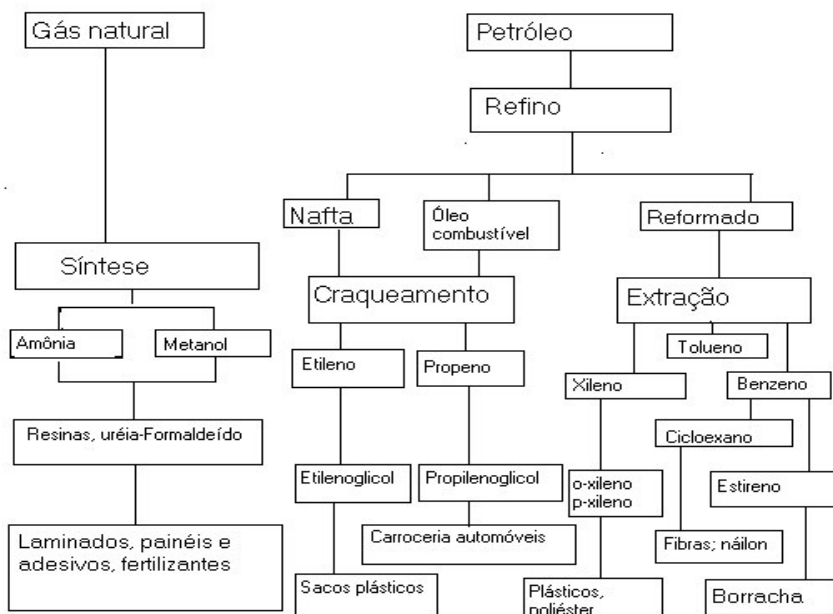 Gás natural
Petróleo
Refino
Nafta
Óleo
combustível
Reformado
Síntese
Craqueamento
Extração
Amônia
Metanol
Etileno
Propeno
Tolueno
Xileno
Benzeno
Resinas, uréia-Formaldeído
Cicloexano
Etilenoglicol
Propilenoglicol
o-xileno
p-xileno
Estireno
Laminados, painéis e
adesivos, fertilizantes
Carroceria automóveis
Fibras; náilon
Sacos plásticos
Plásticos,
poliéster
Borracha